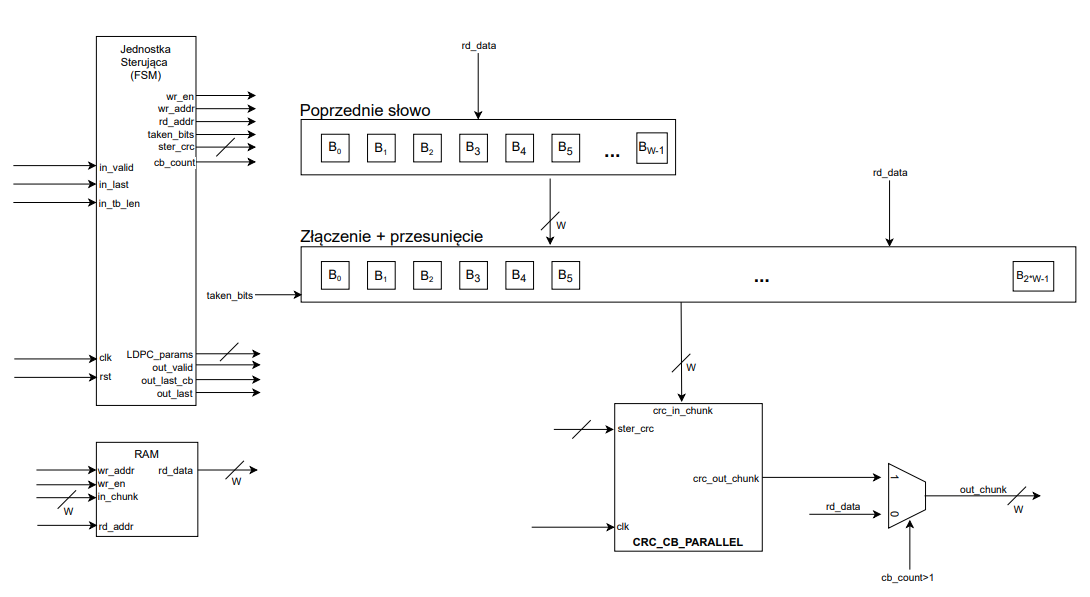 Jednostka
Sterująca
(FSM)
wr_en
wr_addr
rd_addr
taken_bits
ster_crc
cb_count
in_valid
in_last
in_tb_len
clk
rst
LDPC_params
out_valid
out_last_cb
out_last
RAM
wr_addr
wr_en
in_chunk
rd_addr
rd_data
W
W
rd_data
Poprzednie słowo
B0 B1 B2 B3 B4 B5 ... BW-1
W
rd_data
Złączenie + przesunięcie
B0 B1 B2 B3 B4 B5 ... B2*W-1
taken_bits
W
crc_in_chunk
ster_crc
crc_out_chunk
clk
CRC_CB_PARALLEL
rd_data
1
0
out_chunk
W
cb_count>1